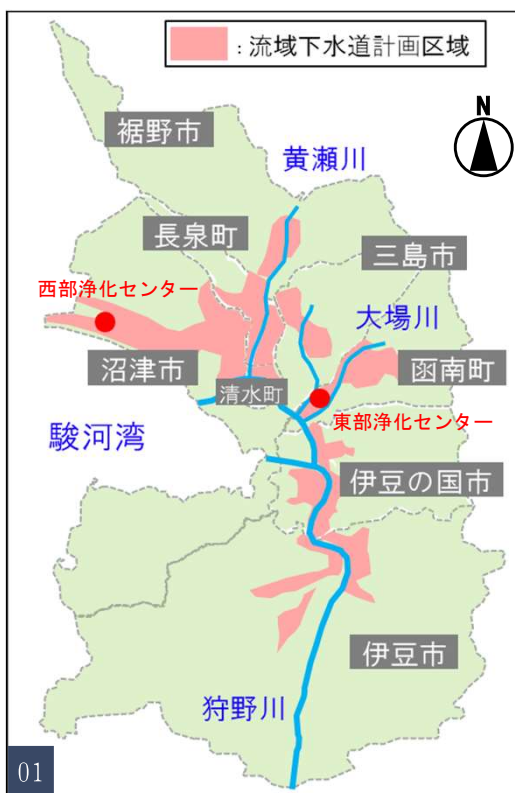 ：流域下水道計画区域
N
裾野市
黄瀬川
長泉町
三島市
西部浄化センター
大場川
沼津市
函南町
清水町
東部浄化センター
駿河湾
伊豆の国市
伊豆市
狩野川
01